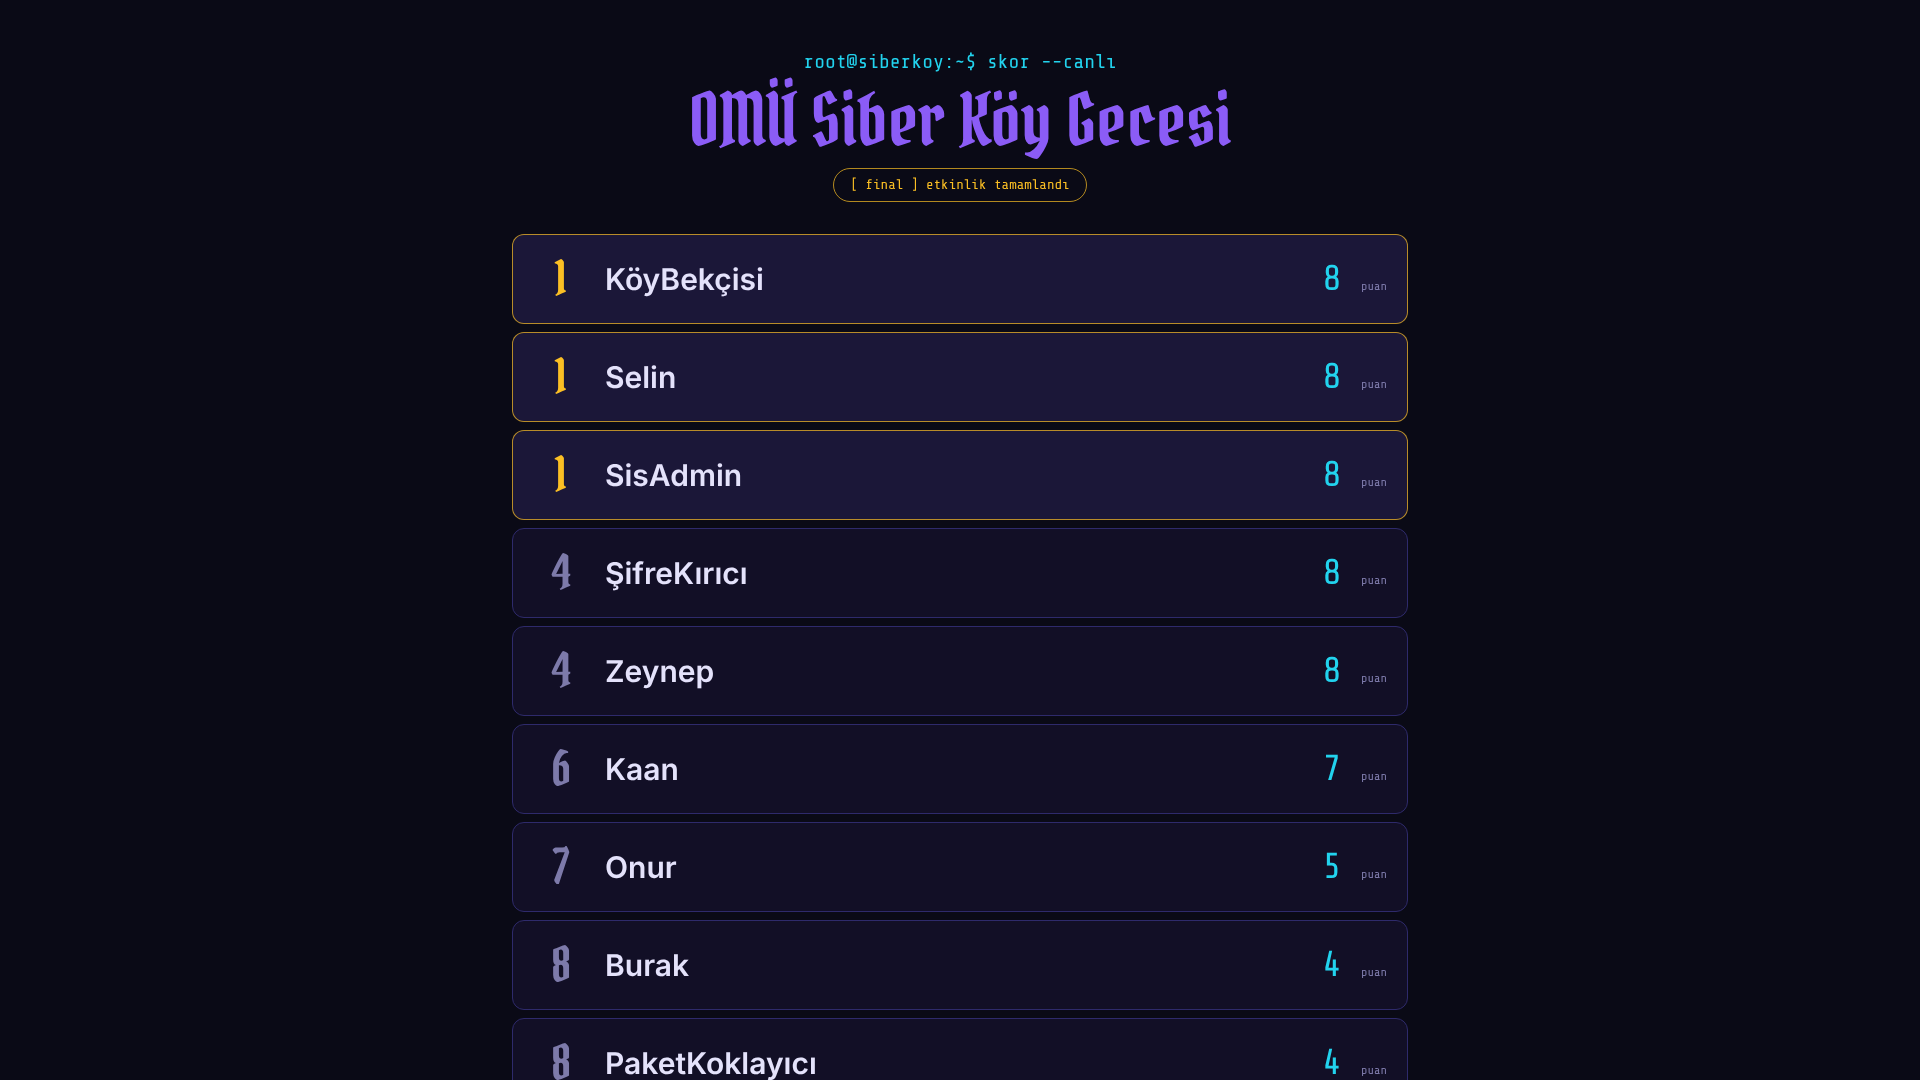 root@siberkoy:~$ skor --canlı
OMÜ Siber Köy Gecesi
[ final ] etkinlik tamamlandı
1 KöyBekçisi 8 puan
1 Selin 8 puan
1 SisAdmin 8 puan
4 ŞifreKırıcı 8 puan
4 Zeynep 8 puan
6 Kaan 7 puan
7 Onur 5 puan
8 Burak 4 puan
8 PaketKoklayıcı 4 puan